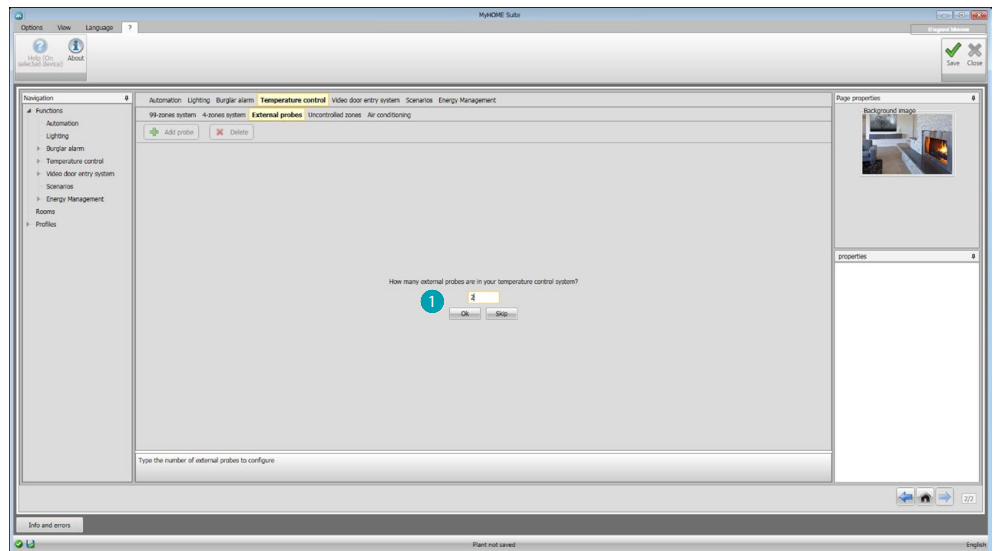 MyHOME Suite
Options View Language ?
Help (On selected device)
About
Save Close
Navigation
Functions
Automation
Lighting
Burglar alarm
Temperature control
Video door entry system
Scenarios
Energy Management
Rooms
Profiles
Automation Lighting Burglar alarm Temperature control Video door entry system Scenarios Energy Management
99-zones system 4-zones system External probes Uncontrolled zones Air conditioning
Add probe Delete
How many external probes are in your temperature control system?
1
2
Ok Skip
Type the number of external probes to configure
Page properties
Background image
properties
2/2
Info and errors
Plant not saved
English